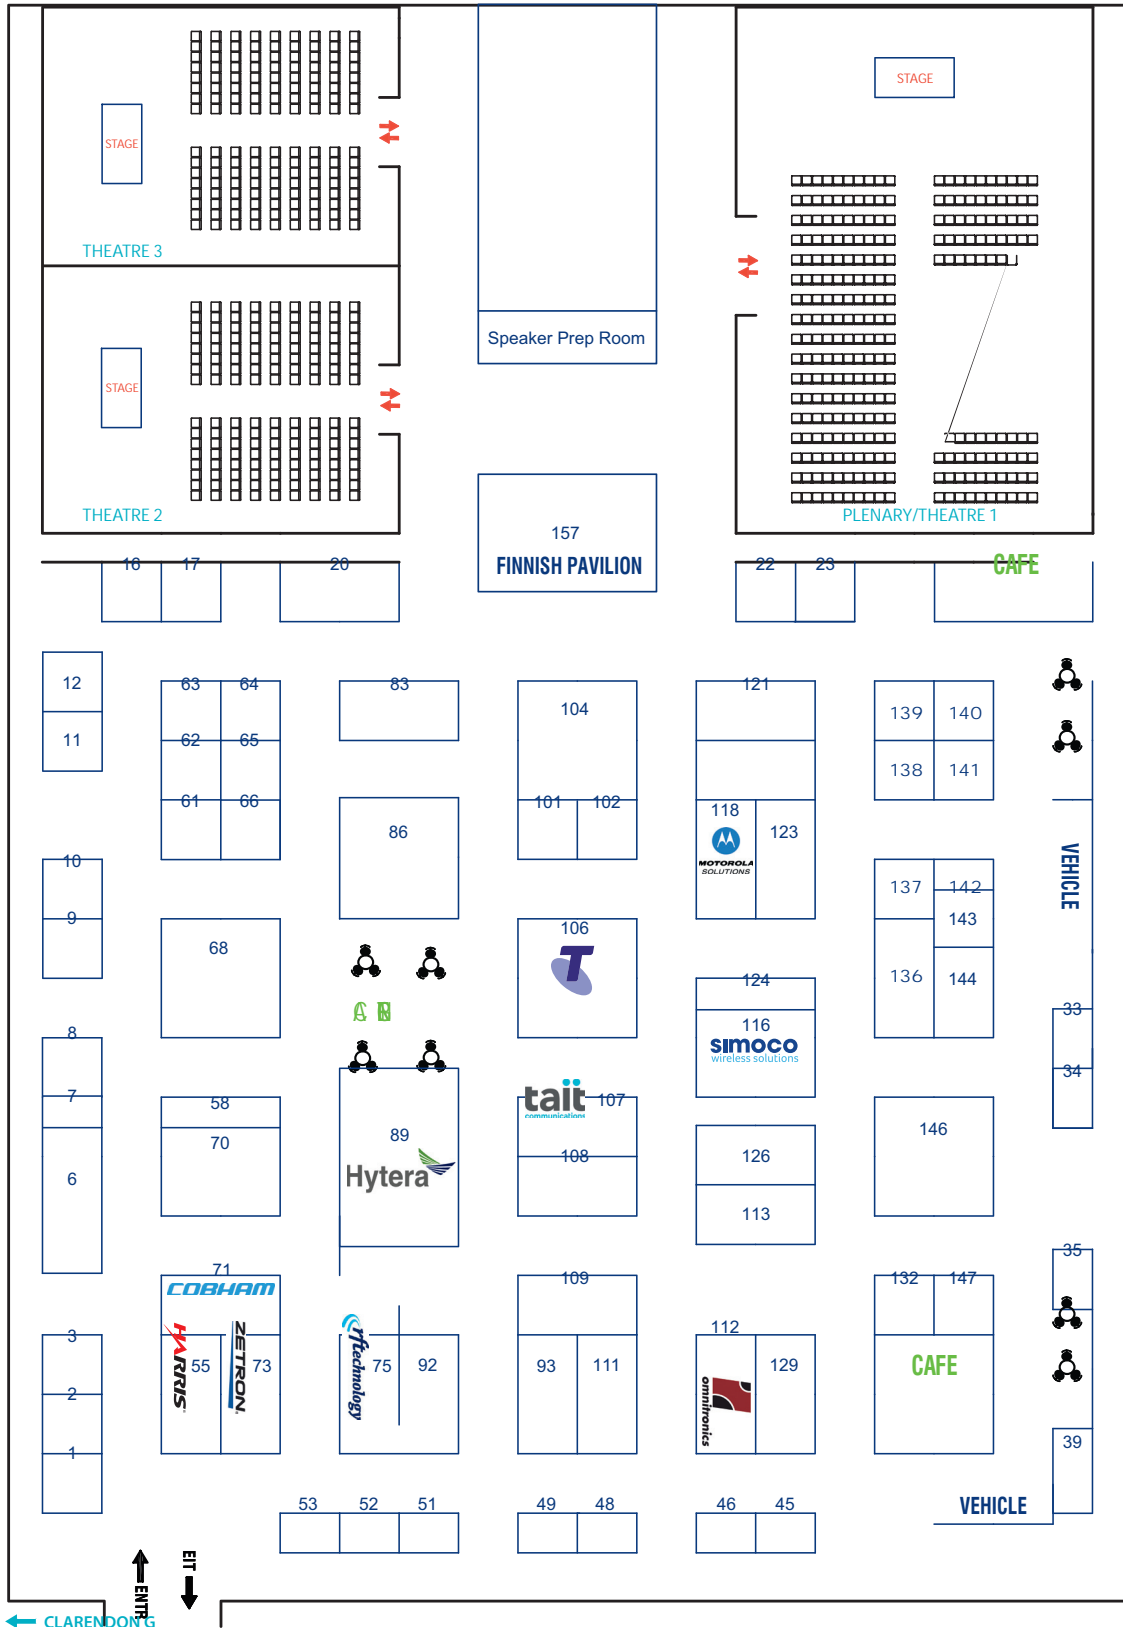 STAGE
STAGE
THEATRE 3
Speaker Prep Room
STAGE
THEATRE 2
PLENARY/THEATRE 1
157
FINNISH PAVILION
16 17 20 22 23 CAFE
12 63 64 83 104 121 139 140
11 62 65 138 141
61 66 86 101 102 118 123
MOTOROLA
SOLUTIONS
VEHICLE
10 137 142
9 68 106 T 143
136 144
124
8 116 33
simoco
wireless solutions
34
7 58 tait 107
communications
6 70 89 108 126 146
Hytera
113
71 109 132 147 35
COBHAM
3 112
HARRIS 55 ZETRON 73 rftechnology 75 92 93 111 129 CAFE
2
omnitronics
1 39
53 52 51 49 48 46 45 VEHICLE
EIT
ENTR
CLARENDON G